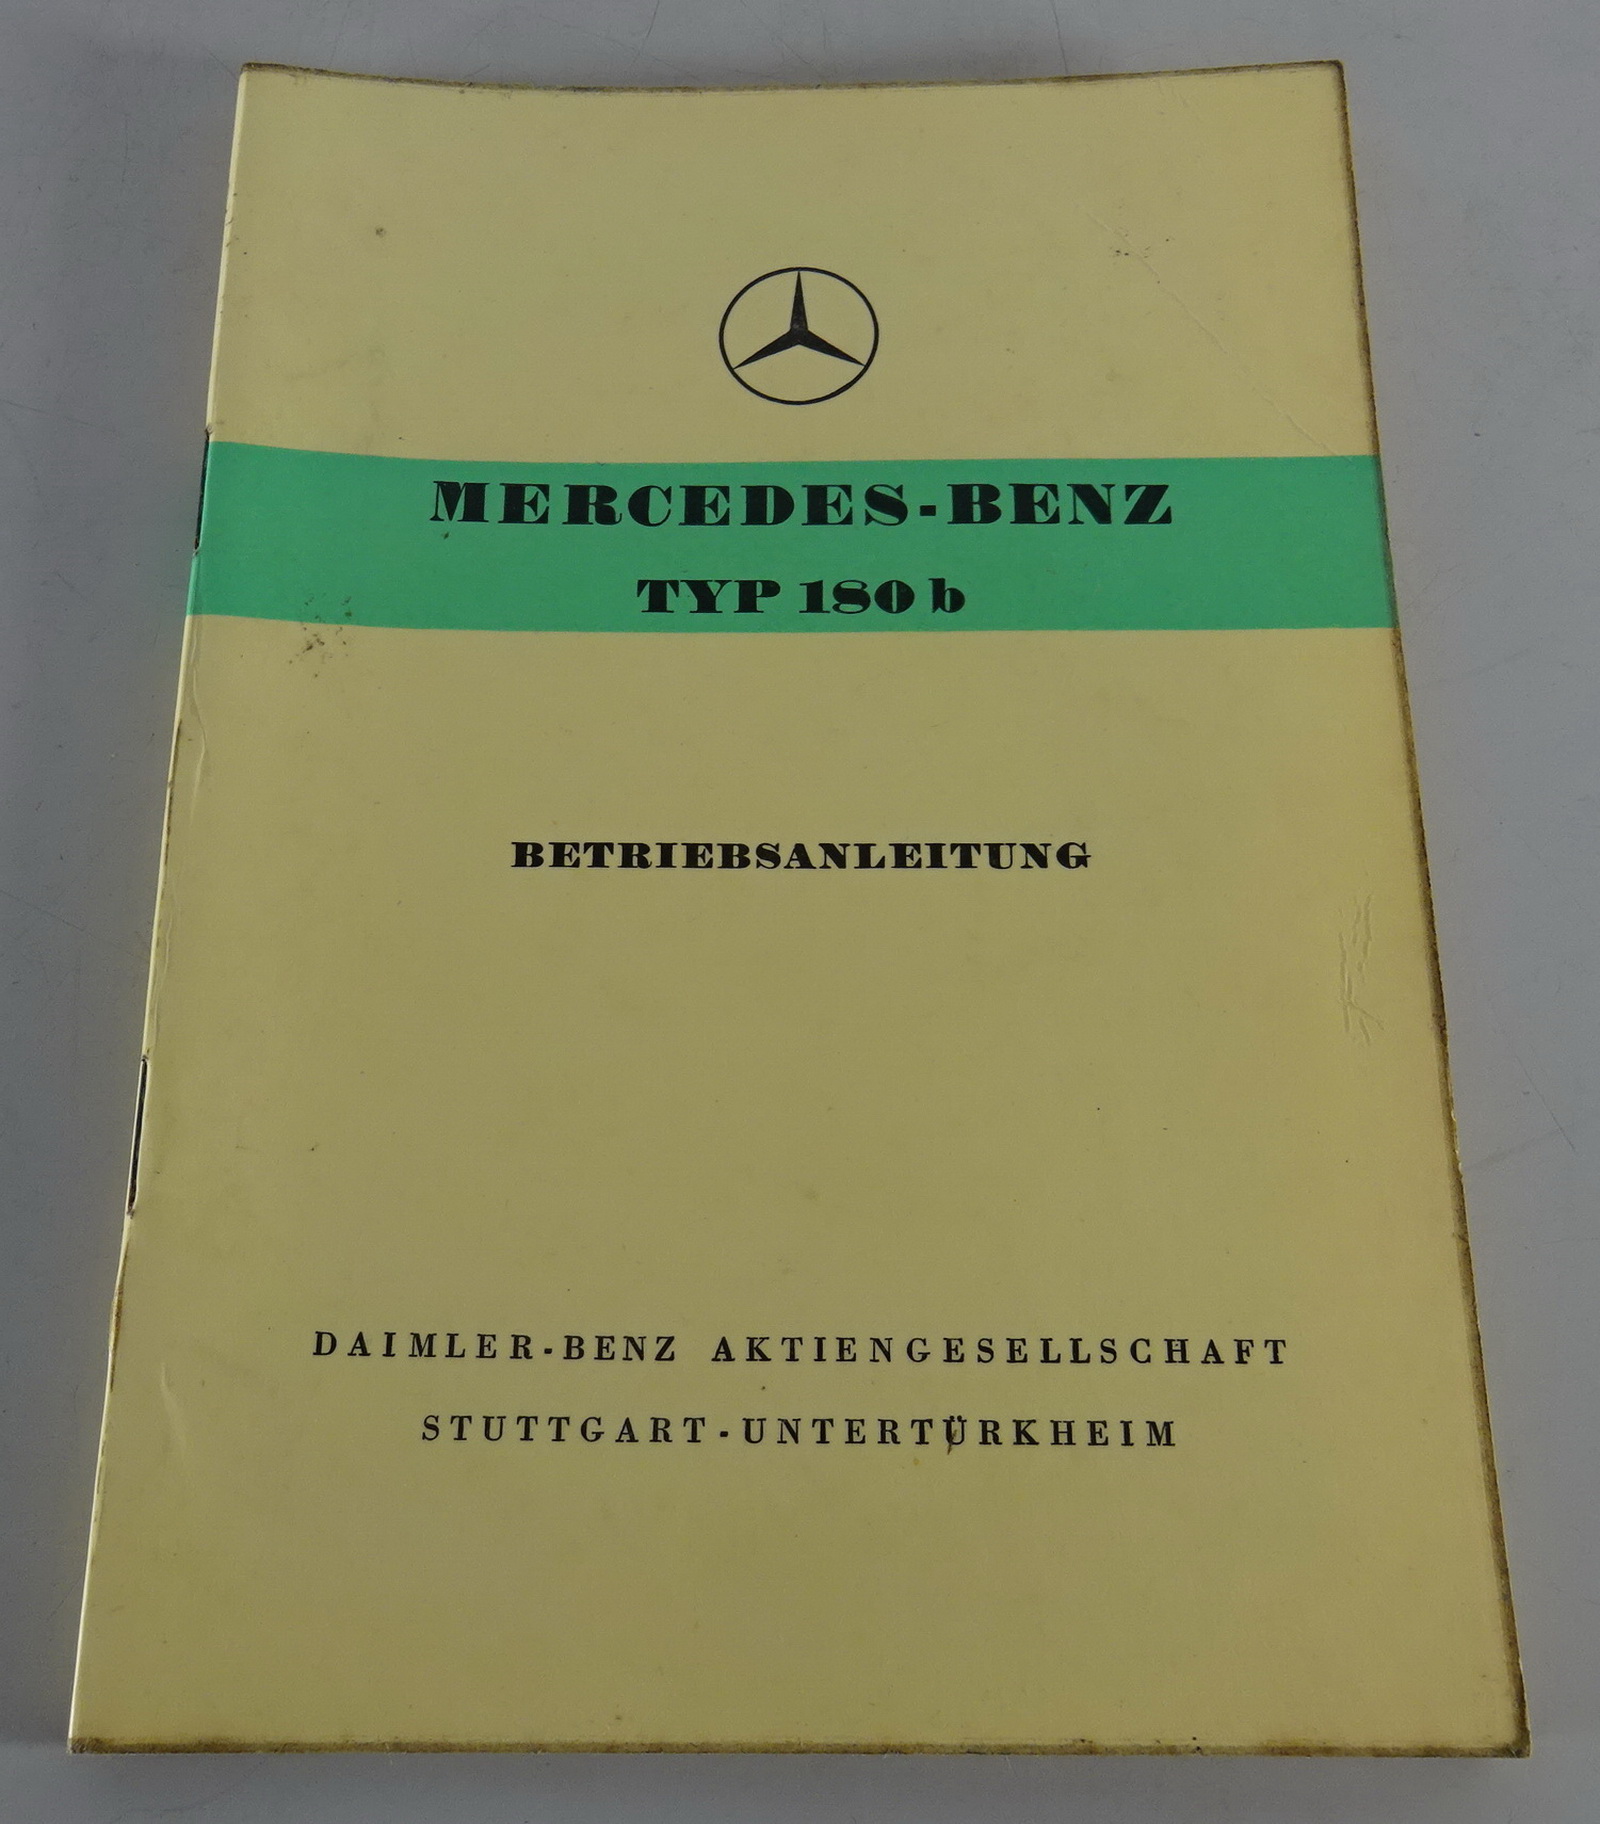 MERCEDES-BENZ
TYP 180 b
BETRIEBSANLEITUNG
DAIMLER-BENZ AKTIENGESELLSCHAFT
STUTTGART-UNTERTÜRKHEIM